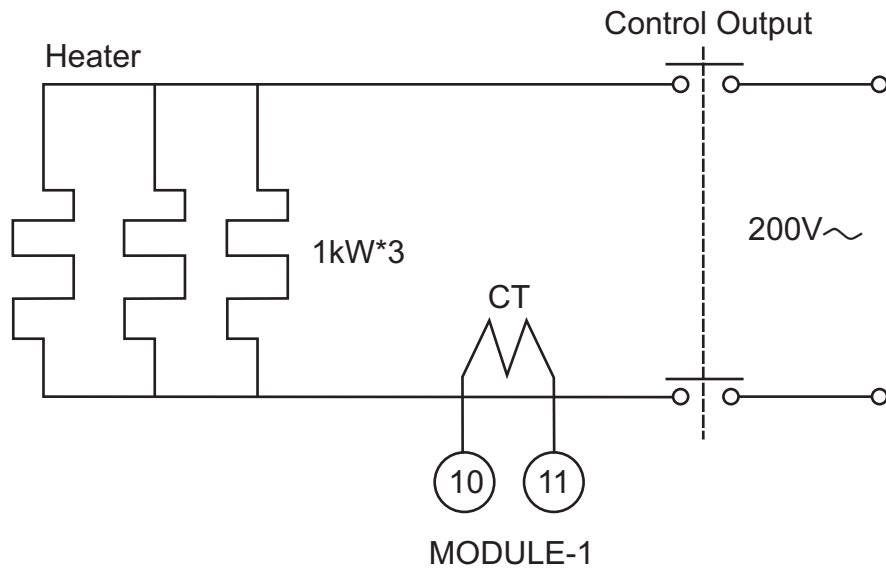 Control Output
Heater
200V~
1kW*3
CT
10
11
MODULE-1